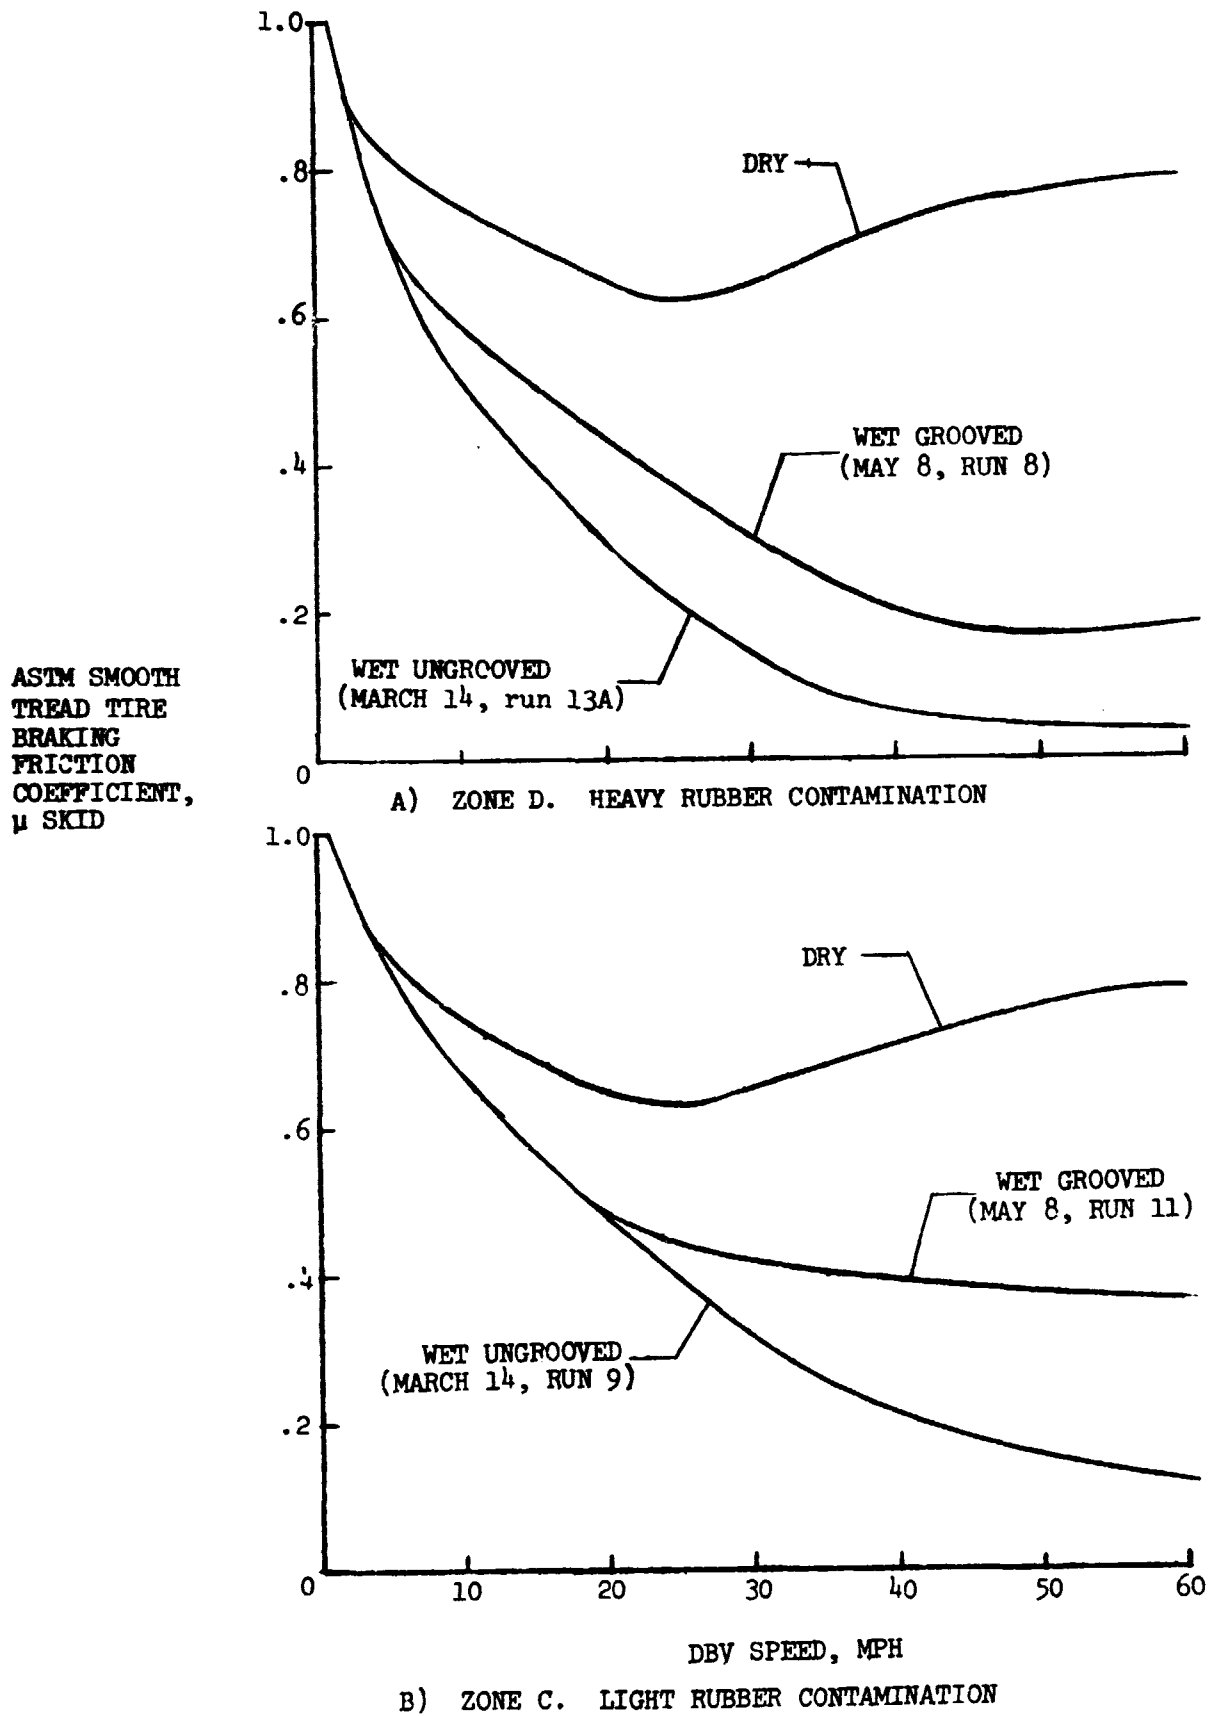 1.0
.8
.6
.4
.2
0
DRY
WET GROOVED
(MAY 8, RUN 8)
WET UNGROOVED
(MARCH 14, run 13A)
ASTM SMOOTH
TREAD TIRE
BRAKING
FRICTION
COEFFICIENT,
μ SKID
A) ZONE D. HEAVY RUBBER CONTAMINATION
1.0
.8
.6
.4
.2
0
DRY
WET GROOVED
(MAY 8, RUN 11)
WET UNGROOVED
(MARCH 14, RUN 9)
10 20 30 40 50 60
DBV SPEED, MPH
B) ZONE C. LIGHT RUBBER CONTAMINATION